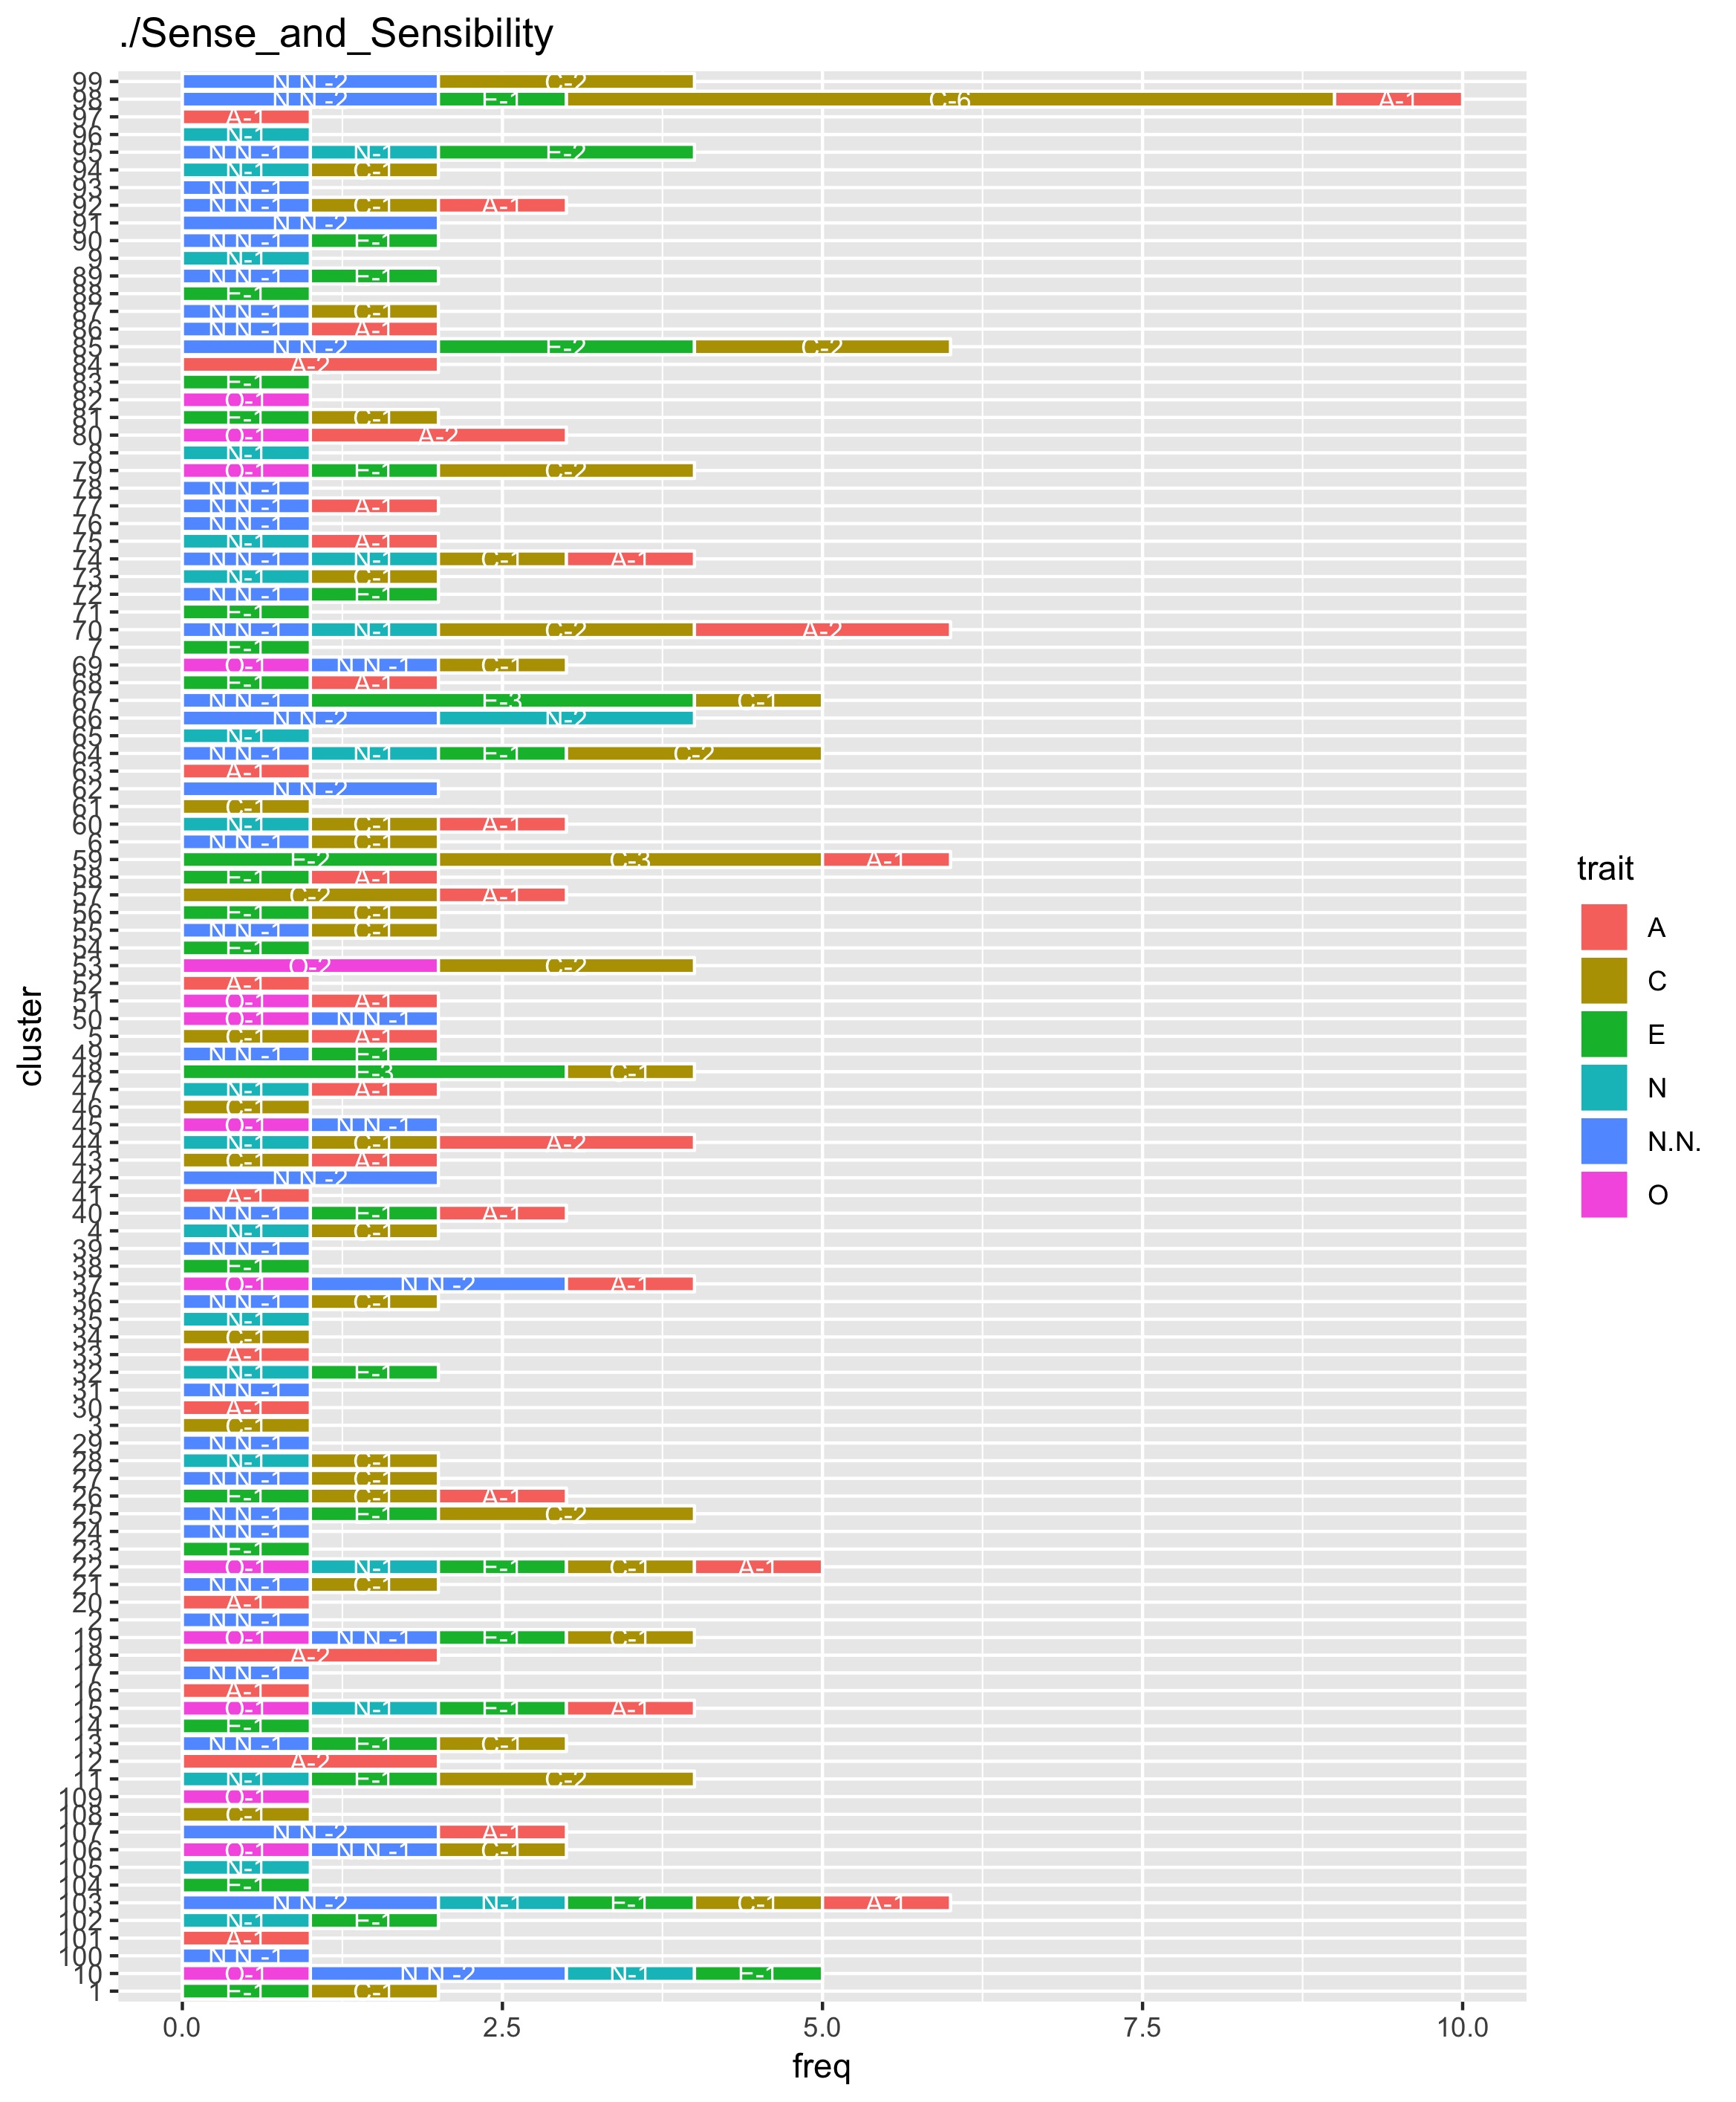 ./Sense_and_Sensibility
cluster
99 N.N.-2 C-2
98 N.N.-2 E-1 C-6 A-1
97 A-1
96 N-1
95 N.N.-1 N-1 E-2
94 N-1 C-1
93 N.N.-1
92 N.N.-1 C-1 A-1
91 N.N.-2
90 N.N.-1 E-1
9 N-1
89 N.N.-1 E-1
88 E-1
87 N.N.-1 C-1
86 N.N.-1 A-1
85 N.N.-2 E-2 C-2
84 A-2
83 E-1
82 O-1
81 E-1 C-1
80 O-1 A-2
8 N-1
79 O-1 E-1 C-2
78 N.N.-1
77 N.N.-1 A-1
76 N.N.-1
75 N-1 A-1
74 N.N.-1 N-1 C-1 A-1
73 N-1 C-1
72 N.N.-1 E-1
71 E-1
70 N.N.-1 N-1 C-2 A-2
7 E-1
69 O-1 N.N.-1 C-1
68 E-1 A-1
67 N.N.-1 E-3 C-1
66 N.N.-2 N-2
65 N-1
64 N.N.-1 N-1 E-1 C-2
63 A-1
62 N.N.-2
61 C-1
60 N-1 C-1 A-1
6 N.N.-1 C-1
59 E-2 C-3 A-1
58 E-1 A-1
57 C-2 A-1
56 E-1 C-1
55 N.N.-1 C-1
54 E-1
53 O-2 C-2
52 A-1
51 O-1 A-1
50 O-1 N.N.-1
5 C-1 A-1
49 N.N.-1 E-1
48 E-3 C-1
47 N-1 A-1
46 C-1
45 O-1 N.N.-1
44 N-1 C-1 A-2
43 C-1 A-1
42 N.N.-2
41 A-1
40 N.N.-1 E-1 A-1
4 N-1 C-1
39 N.N.-1
38 E-1
37 O-1 N.N.-2 A-1
36 N.N.-1 C-1
35 N-1
34 C-1
33 A-1
32 N-1 E-1
31 N.N.-1
30 A-1
3 C-1
29 N.N.-1
28 N-1 C-1
27 N.N.-1 C-1
26 E-1 C-1 A-1
25 N.N.-1 E-1 C-2
24 N.N.-1
23 E-1
22 O-1 N-1 E-1 C-1 A-1
21 N.N.-1 C-1
20 A-1
2 N.N.-1
19 O-1 N.N.-1 E-1 C-1
18 A-2
17 N.N.-1
16 A-1
15 O-1 N-1 E-1 A-1
14 E-1
13 N.N.-1 E-1 C-1
12 A-2
11 N-1 E-1 C-2
109 O-1
108 C-1
107 N.N.-2 A-1
106 O-1 N.N.-1 C-1
105 N-1
104 E-1
103 N.N.-2 N-1 E-1 C-1 A-1
102 N-1 E-1
101 A-1
100 N.N.-1
10 O-1 N.N.-2 N-1 E-1
1 E-1 C-1
0.0 2.5 5.0 7.5 10.0
freq
trait
A
C
E
N
N.N.
O